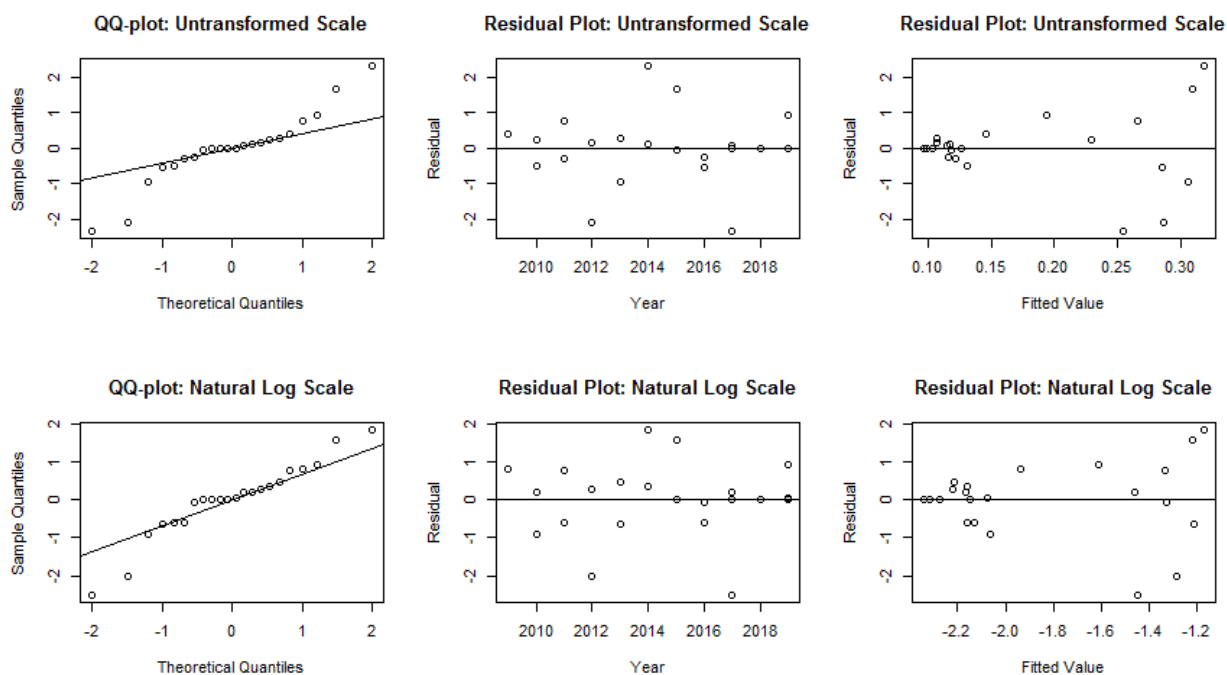 QQ-plot: Untransformed Scale
Sample Quantiles
2
1
0
-1
-2
-2 -1 0 1 2
Theoretical Quantiles
Residual Plot: Untransformed Scale
Residual
2
1
0
-1
-2
2010 2012 2014 2016 2018
Year
Residual Plot: Untransformed Scale
Residual
2
1
0
-1
-2
0.10 0.15 0.20 0.25 0.30
Fitted Value
QQ-plot: Natural Log Scale
Sample Quantiles
2
1
0
-1
-2
-2 -1 0 1 2
Theoretical Quantiles
Residual Plot: Natural Log Scale
Residual
2
1
0
-1
-2
2010 2012 2014 2016 2018
Year
Residual Plot: Natural Log Scale
Residual
2
1
0
-1
-2
-2.2 -2.0 -1.8 -1.6 -1.4 -1.2
Fitted Value